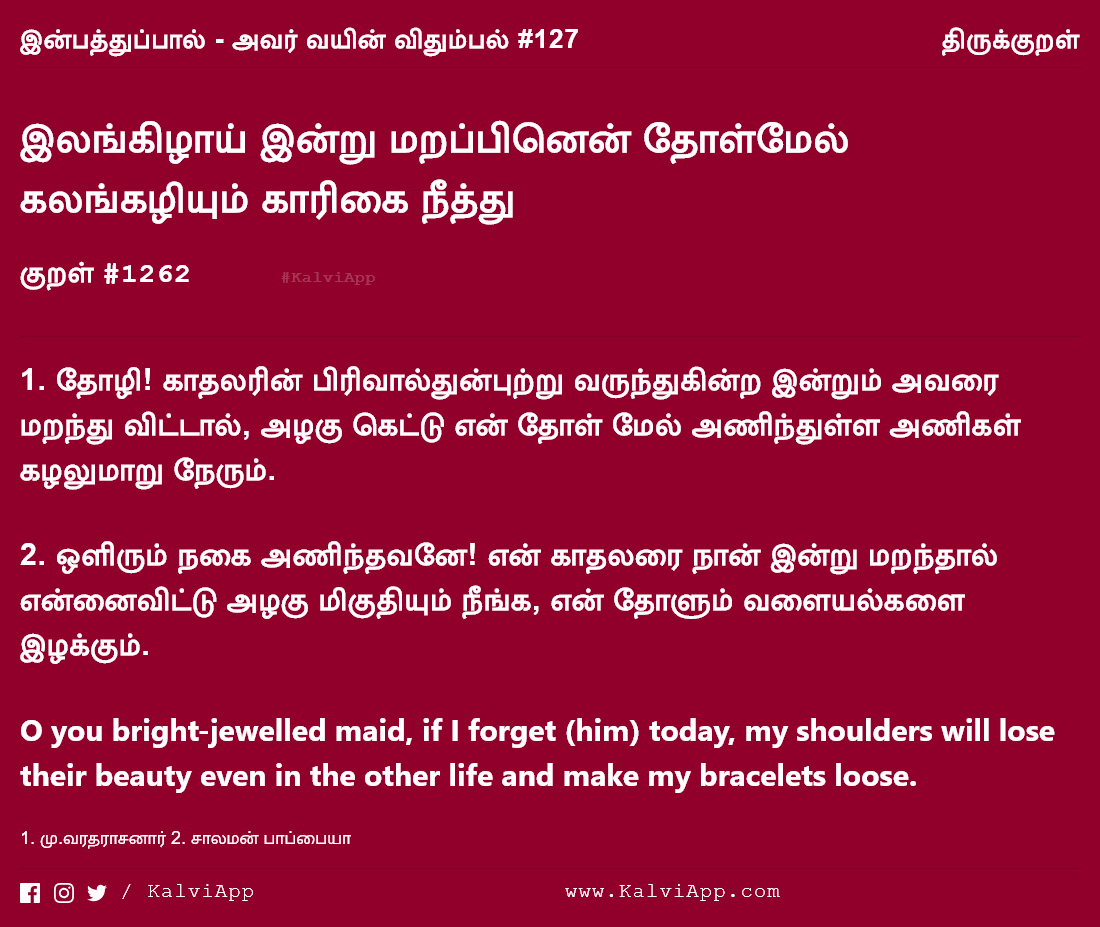 இன்பத்துப்பால் - அவர் வயின் விதும்பல் #127
திருக்குறள்
இலங்கிழாய் இன்று மறப்பினென் தோள்மேல்
கலங்கழியும் காரிகை நீத்து
குறள் #1262
#KalviApp
1. தோழி! காதலரின் பிரிவால்துன்புற்று வருந்துகின்ற இன்றும் அவரை
மறந்து விட்டால், அழகு கெட்டு என் தோள் மேல் அணிந்துள்ள அணிகள்
கழலுமாறு நேரும்.
2. ஒளிரும் நகை அணிந்தவனே! என் காதலரை நான் இன்று மறந்தால்
என்னைவிட்டு அழகு மிகுதியும் நீங்க, என் தோளும் வளையல்களை
இழக்கும்.
O you bright-jewelled maid, if I forget (him) today, my shoulders will lose
their beauty even in the other life and make my bracelets loose.
1. மு.வரதராசனார் 2. சாலமன் பாப்பையா
/ KalviApp
www.KalviApp.com